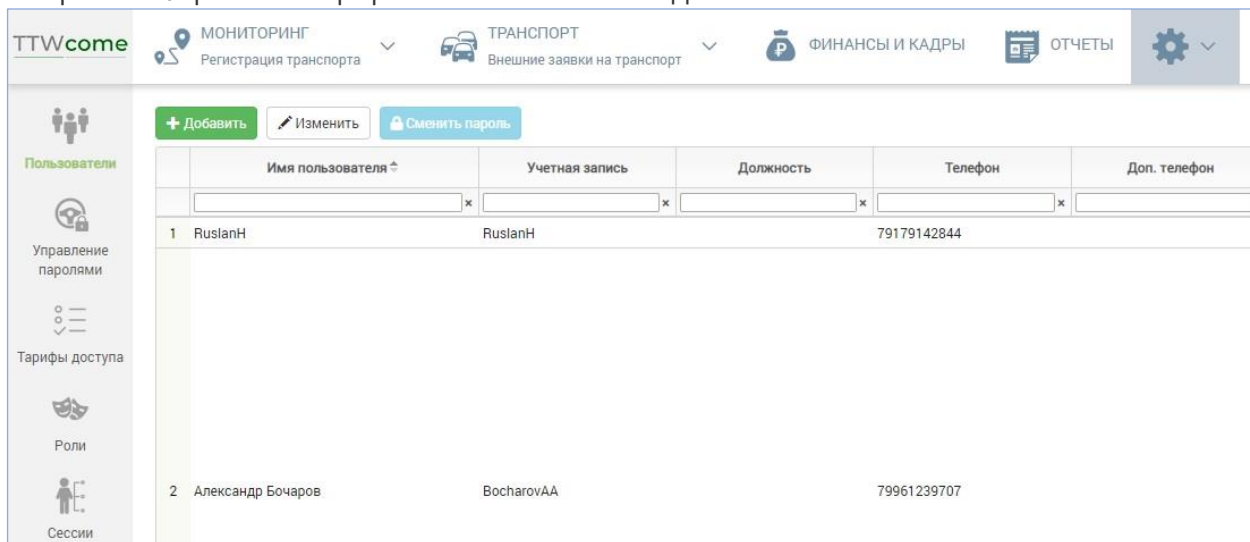 TTWcome
МОНИТОРИНГ
Регистрация транспорта
ТРАНСПОРТ
Внешние заявки на транспорт
ФИНАНСЫ И КАДРЫ
ОТЧЕТЫ
Пользователи
Управление
паролями
Тарифы доступа
Роли
Сессии
+ Добавить
Изменить
Сменить пароль
Имя пользователя Учетная запись Должность Телефон Доп. телефон
x x x x
1 RuslanH RuslanH 79179142844
2 Александр Бочаров BocharovAA 79961239707